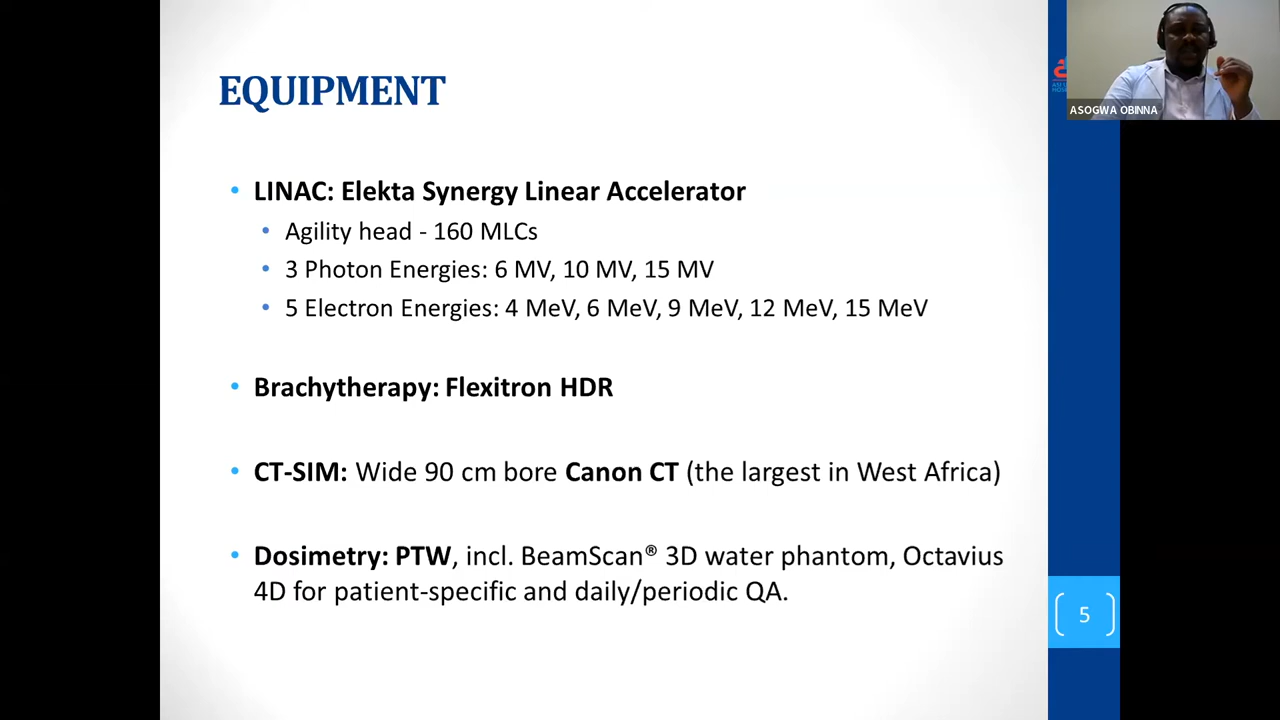 EQUIPMENT
ASOGWA OBINNA
• LINAC: Elekta Synergy Linear Accelerator
• Agility head - 160 MLCs
• 3 Photon Energies: 6 MV, 10 MV, 15 MV
• 5 Electron Energies: 4 MeV, 6 MeV, 9 MeV, 12 MeV, 15 MeV
• Brachytherapy: Flexitron HDR
• CT-SIM: Wide 90 cm bore Canon CT (the largest in West Africa)
• Dosimetry: PTW, incl. BeamScan® 3D water phantom, Octavius
4D for patient-specific and daily/periodic QA.
5